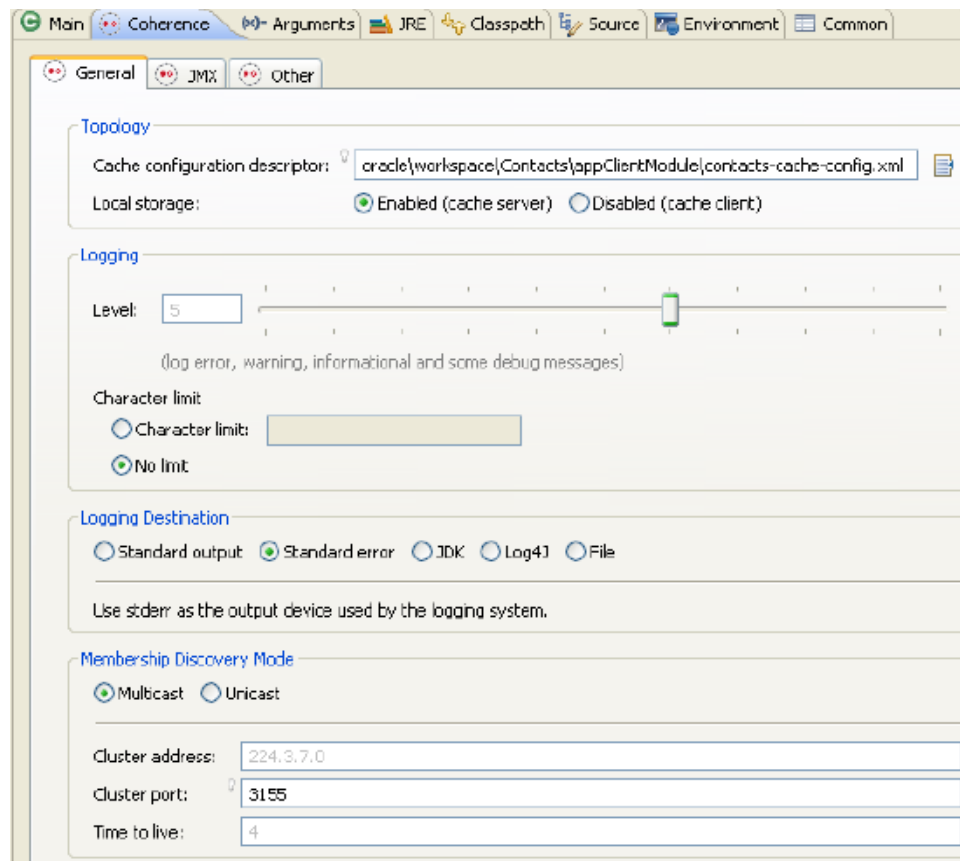 Main Coherence Arguments JRE Classpath Source Environment Common
General JMX Other
Topology
Cache configuration descriptor: oracle\workspace\Contacts\appClientModule\contacts-cache-config.xml
Local storage: Enabled (cache server) Disabled (cache client)
Logging
Level: 5
(log error, warning, informational and some debug messages)
Character limit
Character limit:
No limit
Logging Destination
Standard output Standard error JDK Log4J File
Use stderr as the output device used by the logging system.
Membership Discovery Mode
Multicast Unicast
Cluster address: 224.3.7.0
Cluster port: 3155
Time to live: 4